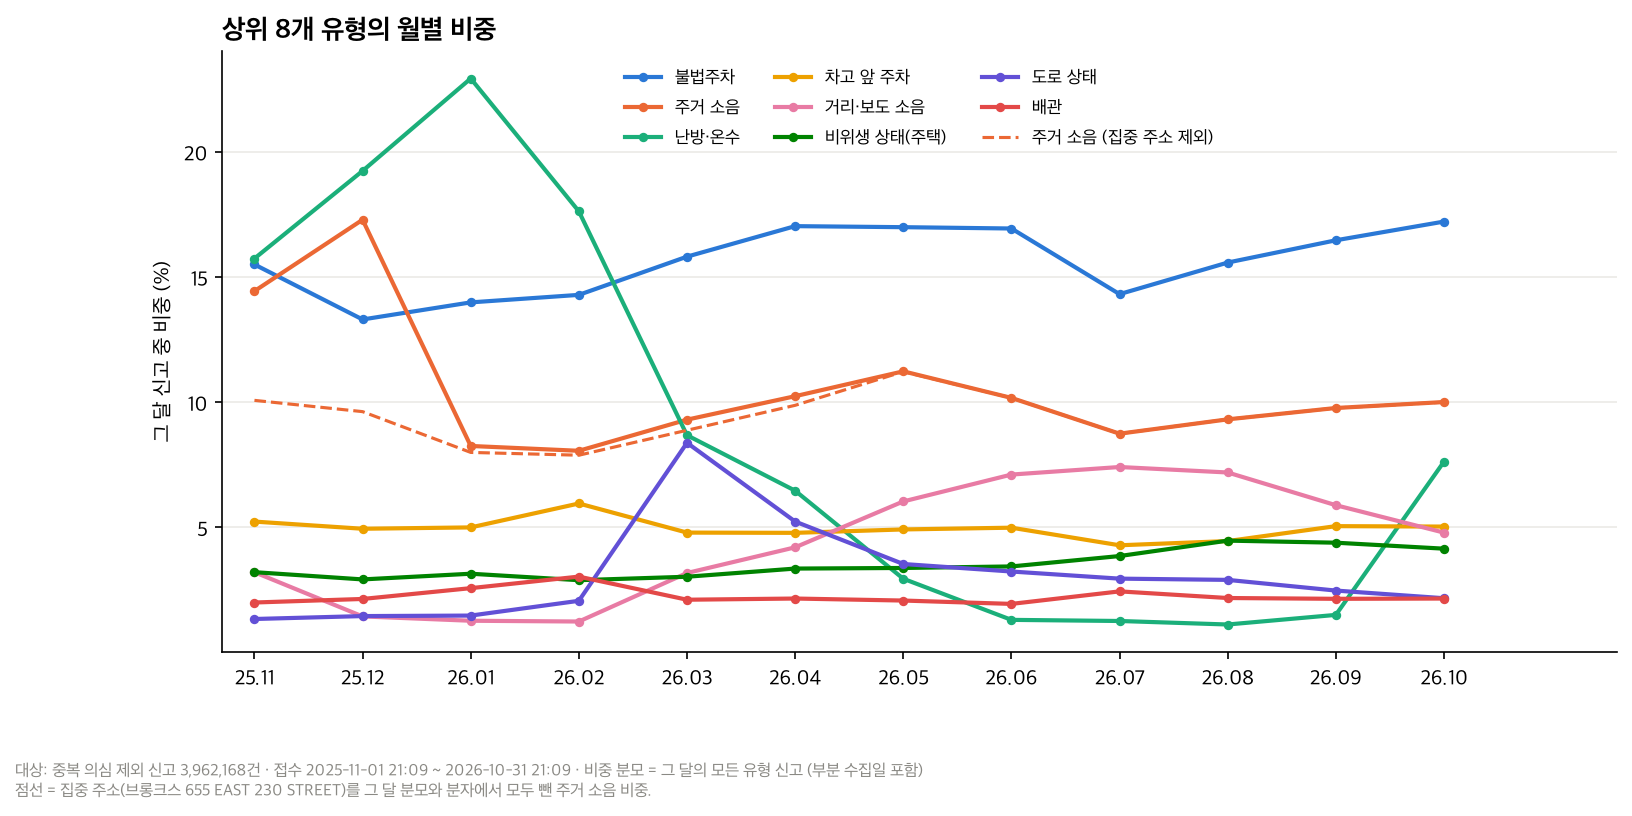 상위 8개 유형의 월별 비중
불법주차
차고 앞 주차
도로 상태
주거 소음
거리·보도 소음
배관
난방·온수
비위생 상태(주택)
주거 소음 (집중 주소 제외)
그 달 신고 중 비중 (%)
20
15
10
5
25.11 25.12 26.01 26.02 26.03 26.04 26.05 26.06 26.07 26.08 26.09 26.10
대상: 중복 의심 제외 신고 3,962,168건 · 접수 2025-11-01 21:09 ~ 2026-10-31 21:09 · 비중 분모 = 그 달의 모든 유형 신고 (부분 수집일 포함)
점선 = 집중 주소(브롱크스 655 EAST 230 STREET)를 그 달 분모와 분자에서 모두 뺀 주거 소음 비중.